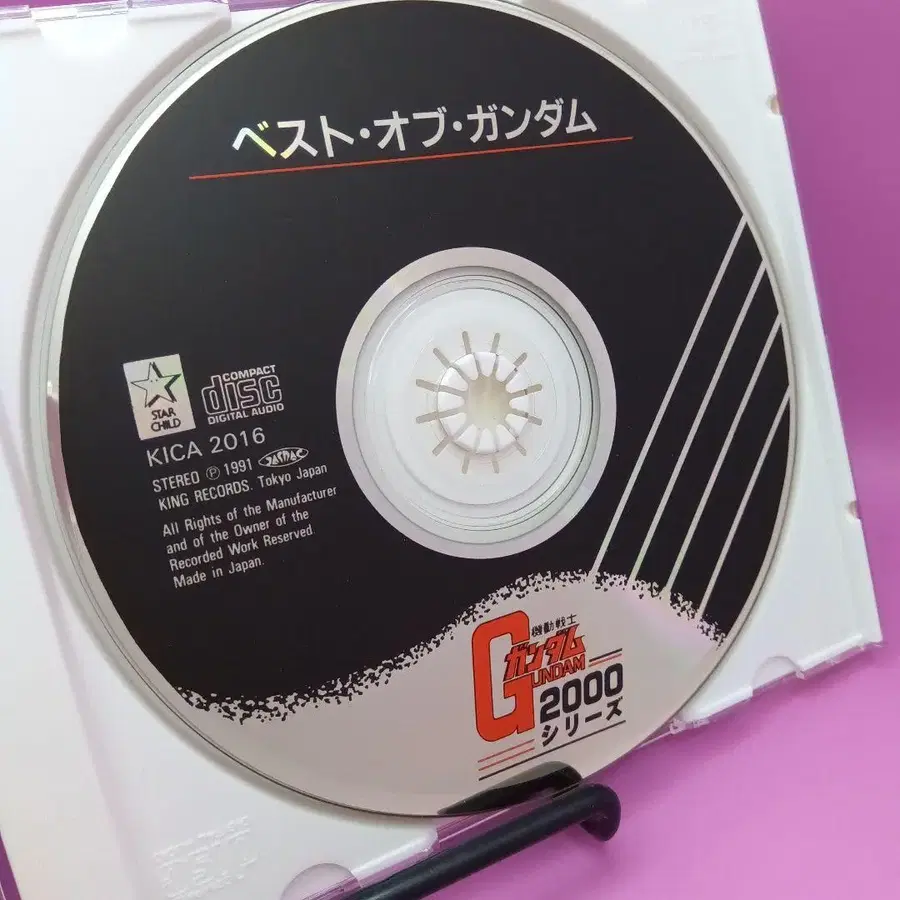 ベスト・オブ・ガンダム
STAR
CHILD
COMPACT
disc
DIGITAL AUDIO
KICA 2016
STEREO Ⓟ 1991 JASRAC
KING RECORDS. Tokyo Japan
All Rights of the Manufacturer
and of the Owner of the
Recorded Work Reserved
Made in Japan.
機動戦士
ガンダム
GUNDAM
2000
シリーズ